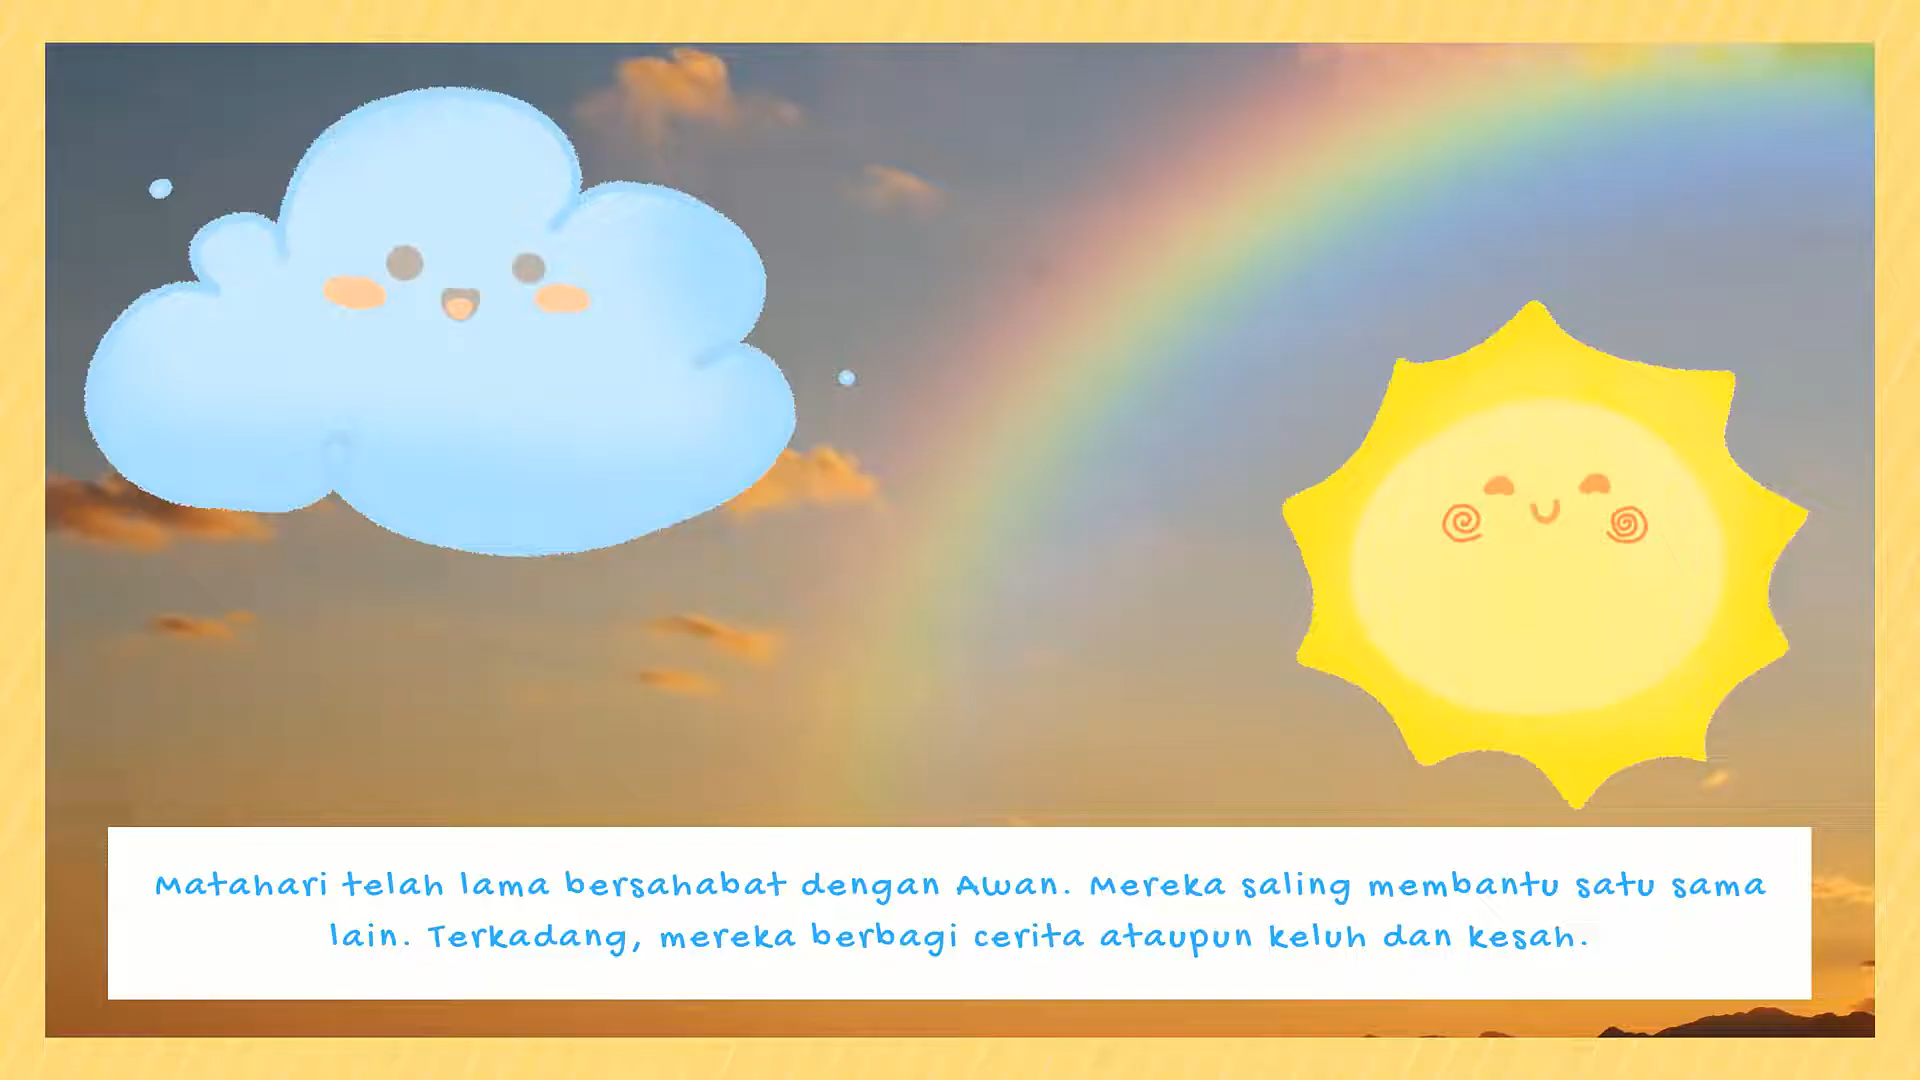 Matahari telah lama bersahabat dengan Awan. Mereka saling membantu satu sama
lain. Terkadang, mereka berbagi cerita ataupun keluh dan kesah.